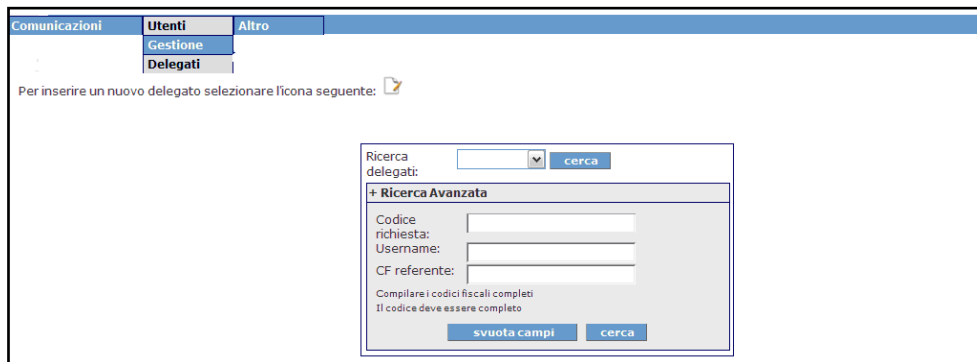 Comunicazioni Utenti Altro
Gestione
Delegati
Per inserire un nuovo delegato selezionare l'icona seguente:
Ricerca delegati: cerca
+ Ricerca Avanzata
Codice richiesta:
Username:
CF referente:
Compilare i codici fiscali completi
Il codice deve essere completo
svuota campi cerca